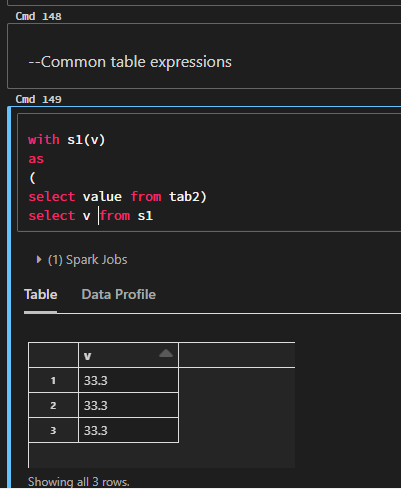 Cmd 148
--Common table expressions
Cmd 149
with s1(v)
as
(
select value from tab2)
select v from s1
(1) Spark Jobs
Table Data Profile
v
1 33.3
2 33.3
3 33.3
Showing all 3 rows.